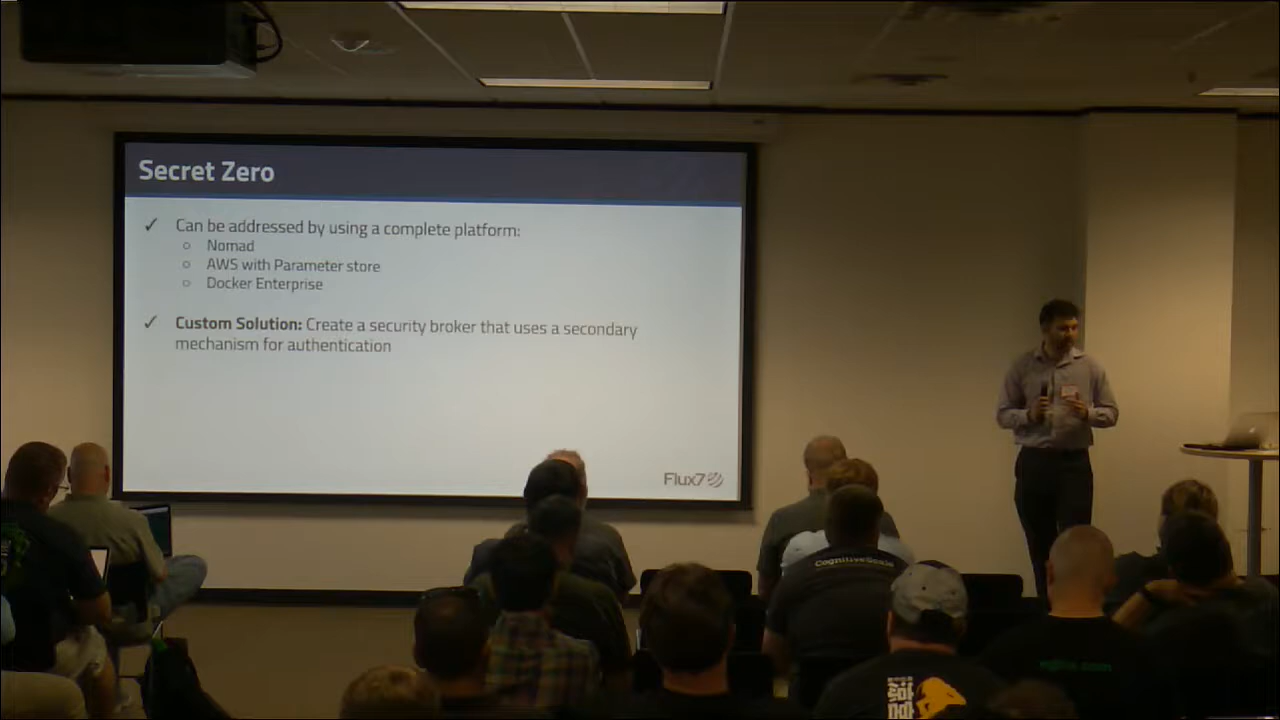 Secret Zero
✓ Can be addressed by using a complete platform:
○ Nomad
○ AWS with Parameter store
○ Docker Enterprise
✓ Custom Solution: Create a security broker that uses a secondary
mechanism for authentication
Flux7
CognitiveScale